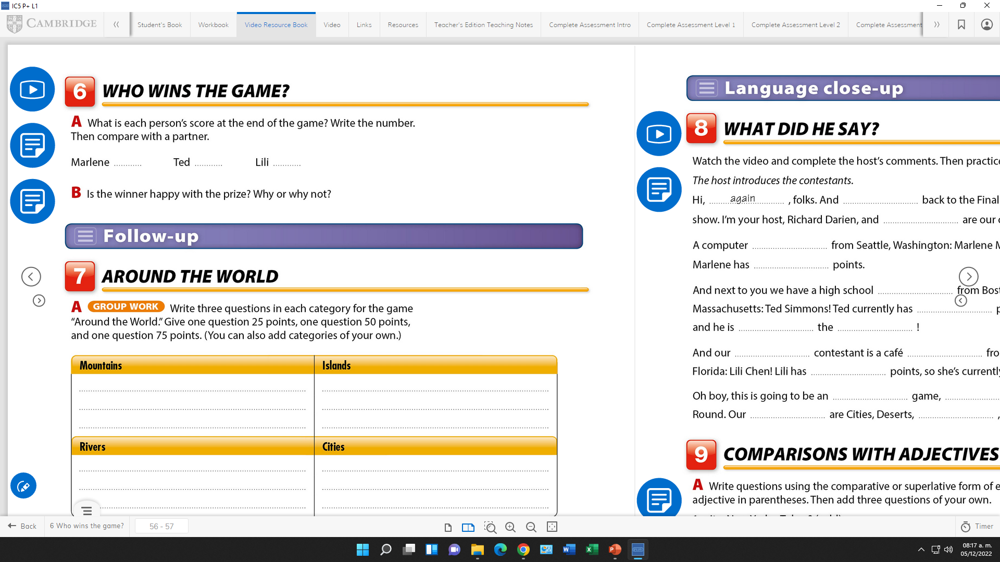 IC5 P+ L1
CAMBRIDGE
Student's Book
Workbook
Video Resource Book
Video
Links
Resources
Teacher's Edition Teaching Notes
Complete Assessment Intro
Complete Assessment Level 1
Complete Assessment Level 2
Complete Assessment
6 WHO WINS THE GAME?
A What is each person's score at the end of the game? Write the number.
Then compare with a partner.
Marlene ............ Ted ............ Lili ............
B Is the winner happy with the prize? Why or why not?
Follow-up
7 AROUND THE WORLD
A GROUP WORK Write three questions in each category for the game
“Around the World.” Give one question 25 points, one question 50 points,
and one question 75 points. (You can also add categories of your own.)
Mountains
Islands
Rivers
Cities
Language close-up
8 WHAT DID HE SAY?
Watch the video and complete the host's comments. Then practice
The host introduces the contestants.
Hi, again , folks. And ............ back to the Final
show. I'm your host, Richard Darien, and ............ are our
A computer ............ from Seattle, Washington: Marlene M
Marlene has ............ points.
And next to you we have a high school ............ from Bost
Massachusetts: Ted Simmons! Ted currently has ............ p
and he is ............ the ............ !
And our ............ contestant is a café ............ fro
Florida: Lili Chen! Lili has ............ points, so she's currently
Oh boy, this is going to be an ............ game, ............
Round. Our ............ are Cities, Deserts, ............ ,
9 COMPARISONS WITH ADJECTIVES
A Write questions using the comparative or superlative form of e
adjective in parentheses. Then add three questions of your own.
Back
6 Who wins the game?
56 - 57
Timer
PLUS
08:17 a. m.
05/12/2022